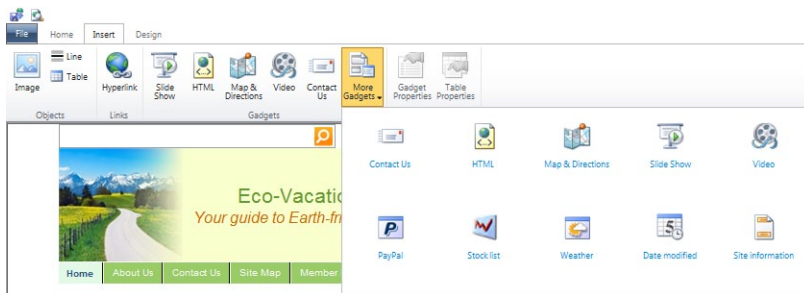 File Home Insert Design
Line
Table
Image
Hyperlink
Slide Show
HTML
Map & Directions
Video
Contact Us
More Gadgets
Gadget Properties
Table Properties
Objects Links Gadgets
Contact Us HTML Map & Directions Slide Show Video
Eco-Vacatio
Your guide to Earth-fri
PayPal Stock list Weather Date modified Site information
Home About Us Contact Us Site Map Member